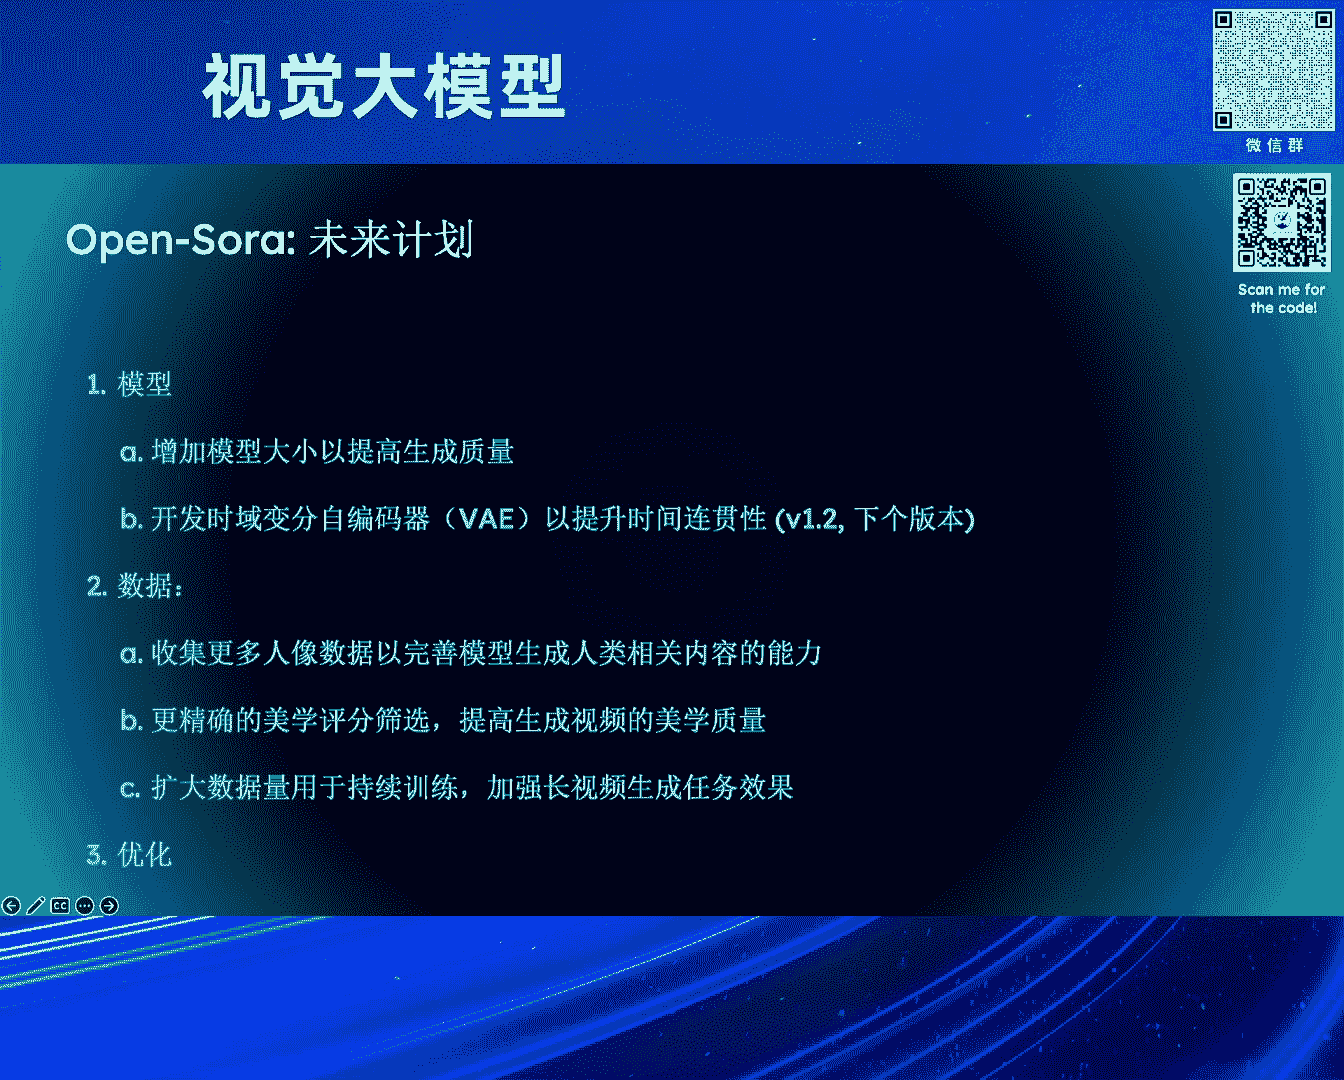 视觉大模型
微信群
Open-Sora: 未来计划
Scan me for
the code!
1. 模型
a. 增加模型大小以提高生成质量
b. 开发时域变分自编码器（VAE）以提升时间连贯性 (v1.2, 下个版本)
2. 数据：
a. 收集更多人像数据以完善模型生成人类相关内容的能力
b. 更精确的美学评分筛选，提高生成视频的美学质量
c. 扩大数据量用于持续训练，加强长视频生成任务效果
3. 优化
CC